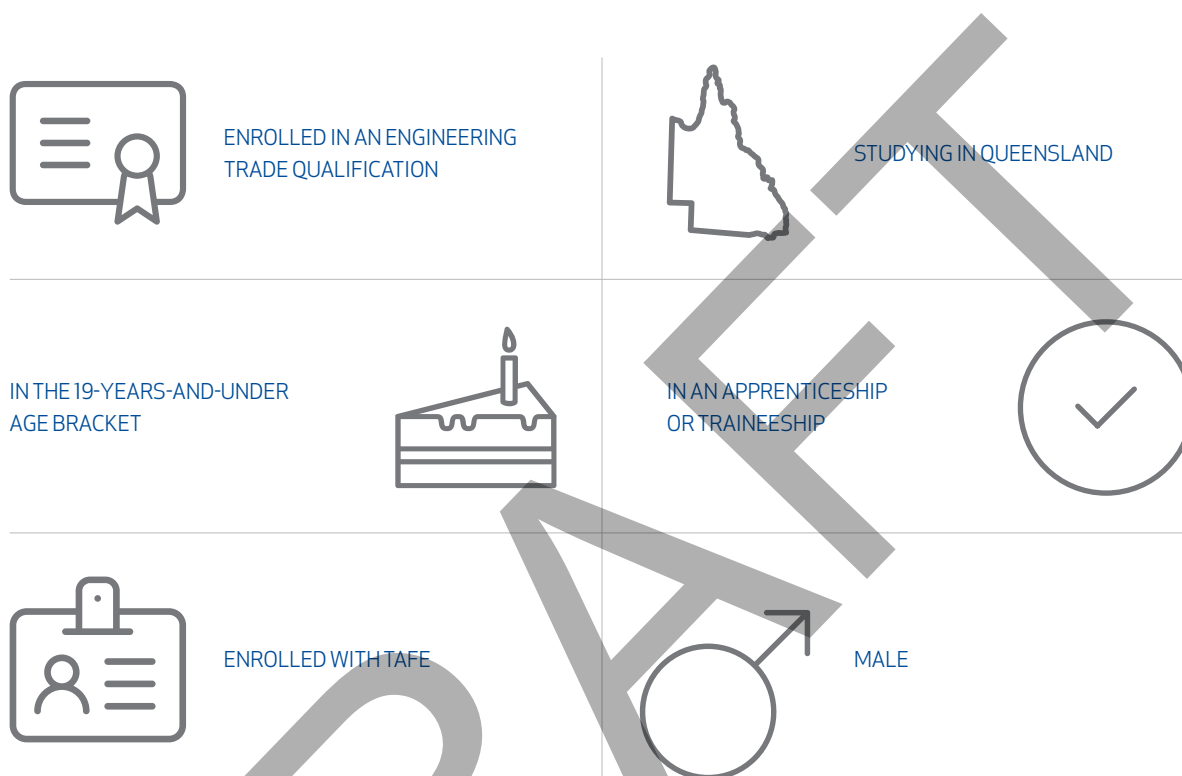 ENROLLED IN AN ENGINEERING
TRADE QUALIFICATION
STUDYING IN QUEENSLAND
IN THE 19-YEARS-AND-UNDER
AGE BRACKET
IN AN APPRENTICESHIP
OR TRAINEESHIP
ENROLLED WITH TAFE
MALE
RAFT